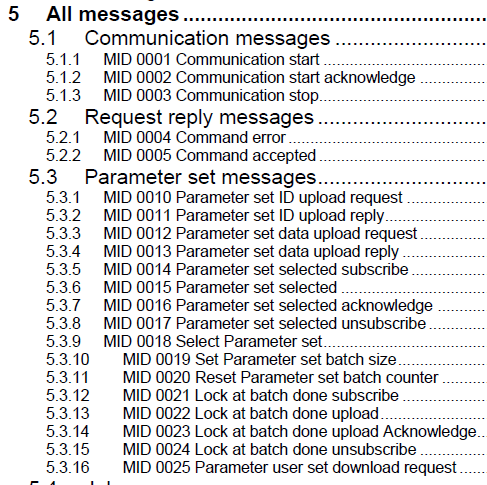 5 All messages
5.1 Communication messages
5.1.1 MID 0001 Communication start
5.1.2 MID 0002 Communication start acknowledge
5.1.3 MID 0003 Communication stop
5.2 Request reply messages
5.2.1 MID 0004 Command error
5.2.2 MID 0005 Command accepted
5.3 Parameter set messages
5.3.1 MID 0010 Parameter set ID upload request
5.3.2 MID 0011 Parameter set ID upload reply
5.3.3 MID 0012 Parameter set data upload request
5.3.4 MID 0013 Parameter set data upload reply
5.3.5 MID 0014 Parameter set selected subscribe
5.3.6 MID 0015 Parameter set selected
5.3.7 MID 0016 Parameter set selected acknowledge
5.3.8 MID 0017 Parameter set selected unsubscribe
5.3.9 MID 0018 Select Parameter set
5.3.10 MID 0019 Set Parameter set batch size
5.3.11 MID 0020 Reset Parameter set batch counter
5.3.12 MID 0021 Lock at batch done subscribe
5.3.13 MID 0022 Lock at batch done upload
5.3.14 MID 0023 Lock at batch done upload Acknowledge
5.3.15 MID 0024 Lock at batch done unsubscribe
5.3.16 MID 0025 Parameter user set download request